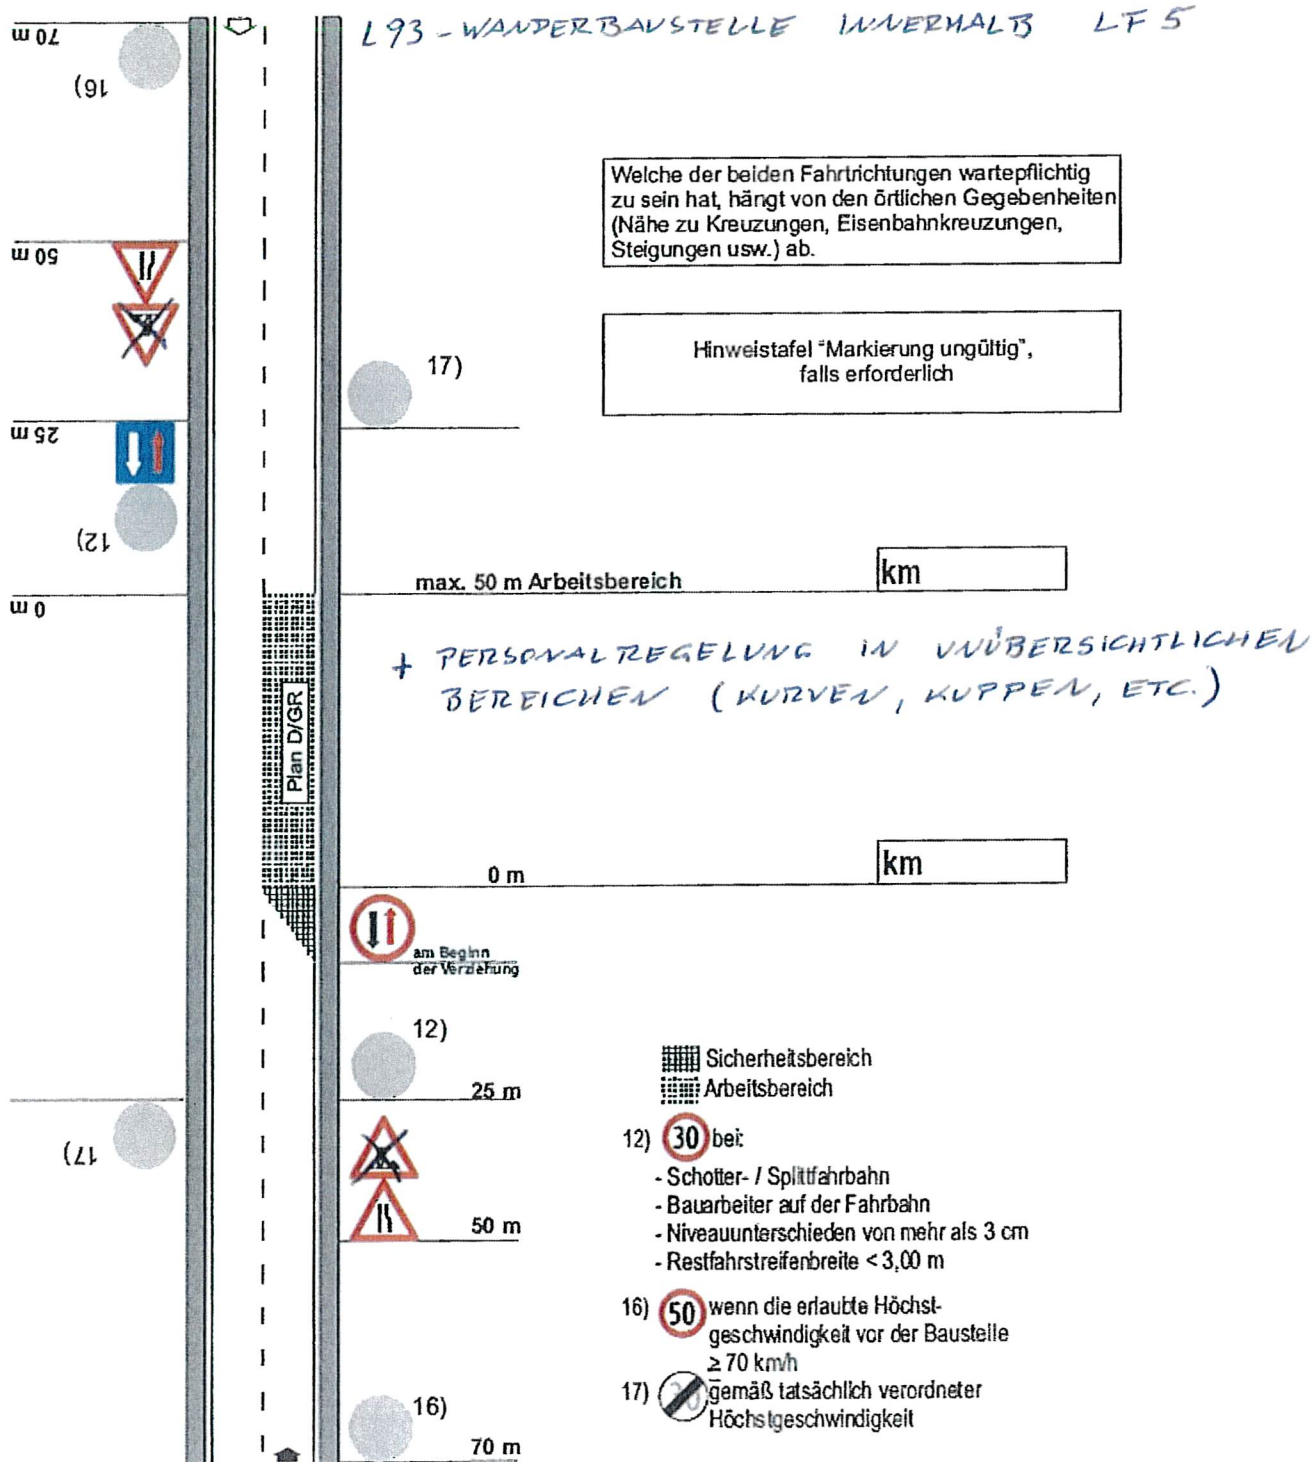 L93 - WANDERBAUSTELLE INNERHALB LF 5
70 m
16)
Welche der beiden Fahrtrichtungen wartepflichtig
zu sein hat, hängt von den örtlichen Gegebenheiten
(Nähe zu Kreuzungen, Eisenbahnkreuzungen,
Steigungen usw.) ab.
50 m
Hinweistafel "Markierung ungültig",
falls erforderlich
17)
25 m
12)
max. 50 m Arbeitsbereich
km
0 m
+ PERSONALREGELUNG IN UNÜBERSICHTLICHEN
BEREICHEN (KURVEN, KUPPEN, ETC.)
Plan D/GR
0 m
km
am Beginn
der Verziehung
12)
25 m
17)
50 m
16)
70 m
Sicherheitsbereich
Arbeitsbereich
12) 30 bei:
- Schotter- / Splittfahrbahn
- Bauarbeiter auf der Fahrbahn
- Niveauunterschieden von mehr als 3 cm
- Restfahrstreifenbreite < 3,00 m
16) 50 wenn die erlaubte Höchst-
geschwindigkeit vor der Baustelle
≥ 70 km/h
17) 30 gemäß tatsächlich verordneter
Höchstgeschwindigkeit